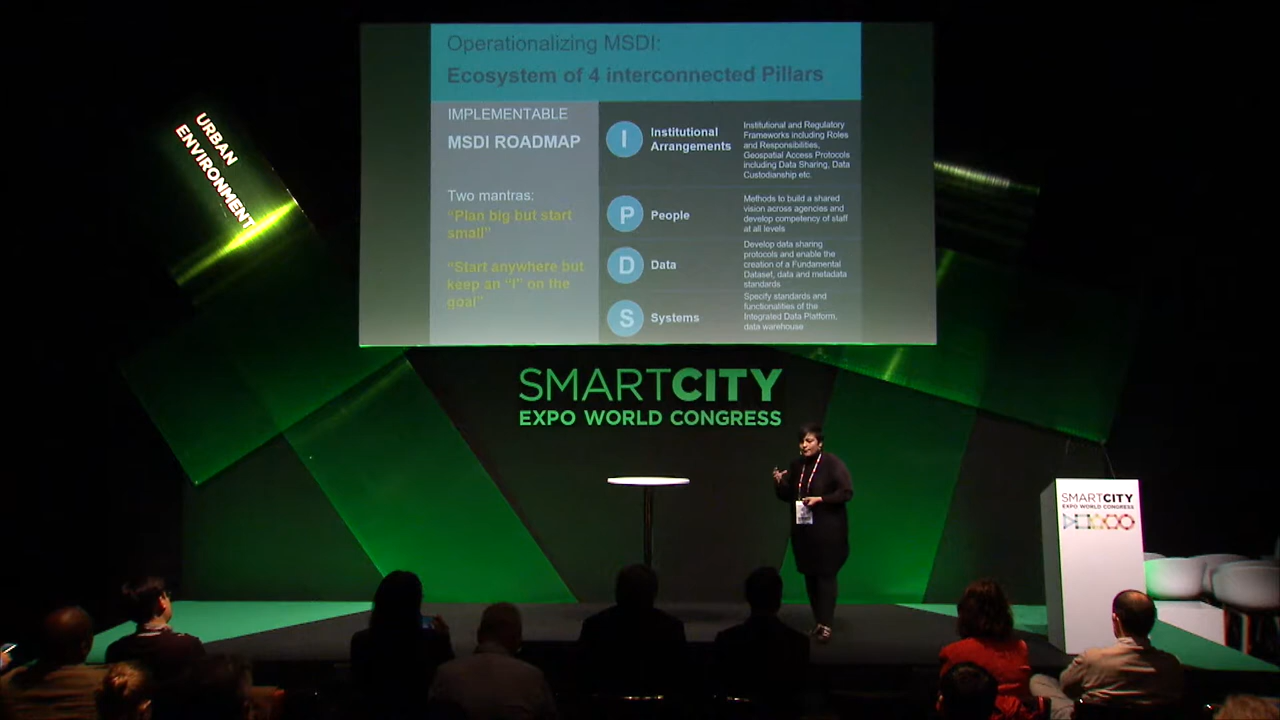 Operationalizing MSDI:
Ecosystem of 4 interconnected Pillars
IMPLEMENTABLE
MSDI ROADMAP
Two mantras:
"Plan big but start
small"
"Start anywhere but
keep an "I" on the
goal"
I
Institutional
Arrangements
Institutional and Regulatory
Frameworks including Roles
and Responsibilities,
Geospatial Access Protocols
including Data Sharing, Data
Custodianship etc.
P
People
Methods to build a shared
vision across agencies and
develop competency of staff
at all levels
D
Data
Develop data sharing
protocols and enable the
creation of a Fundamental
Dataset, data and metadata
standards
S
Systems
Specify standards and
functionalities of the
Integrated Data Platform,
data warehouse
URBAN
ENVIRONMENT
SMARTCITY
EXPO WORLD CONGRESS
SMARTCITY
EXPO WORLD CONGRESS